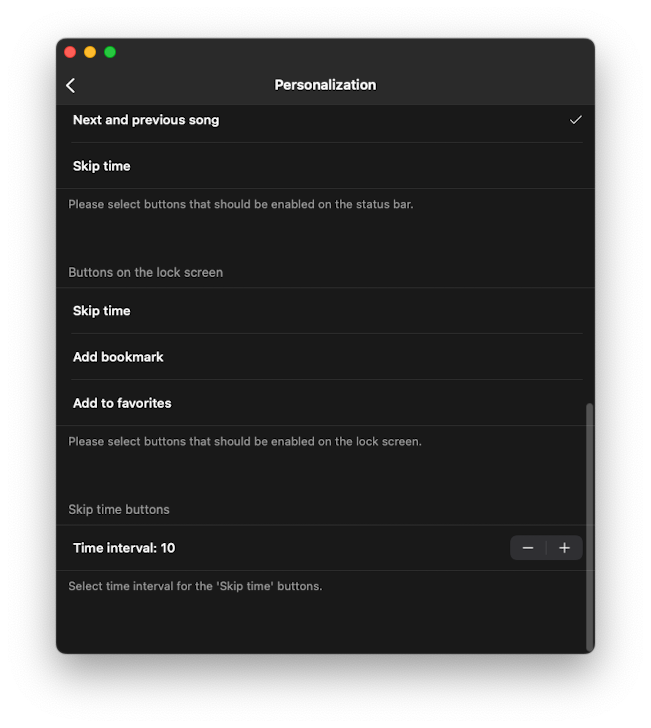 Personalization
Next and previous song
Skip time
Please select buttons that should be enabled on the status bar.
Buttons on the lock screen
Skip time
Add bookmark
Add to favorites
Please select buttons that should be enabled on the lock screen.
Skip time buttons
Time interval: 10
Select time interval for the 'Skip time' buttons.